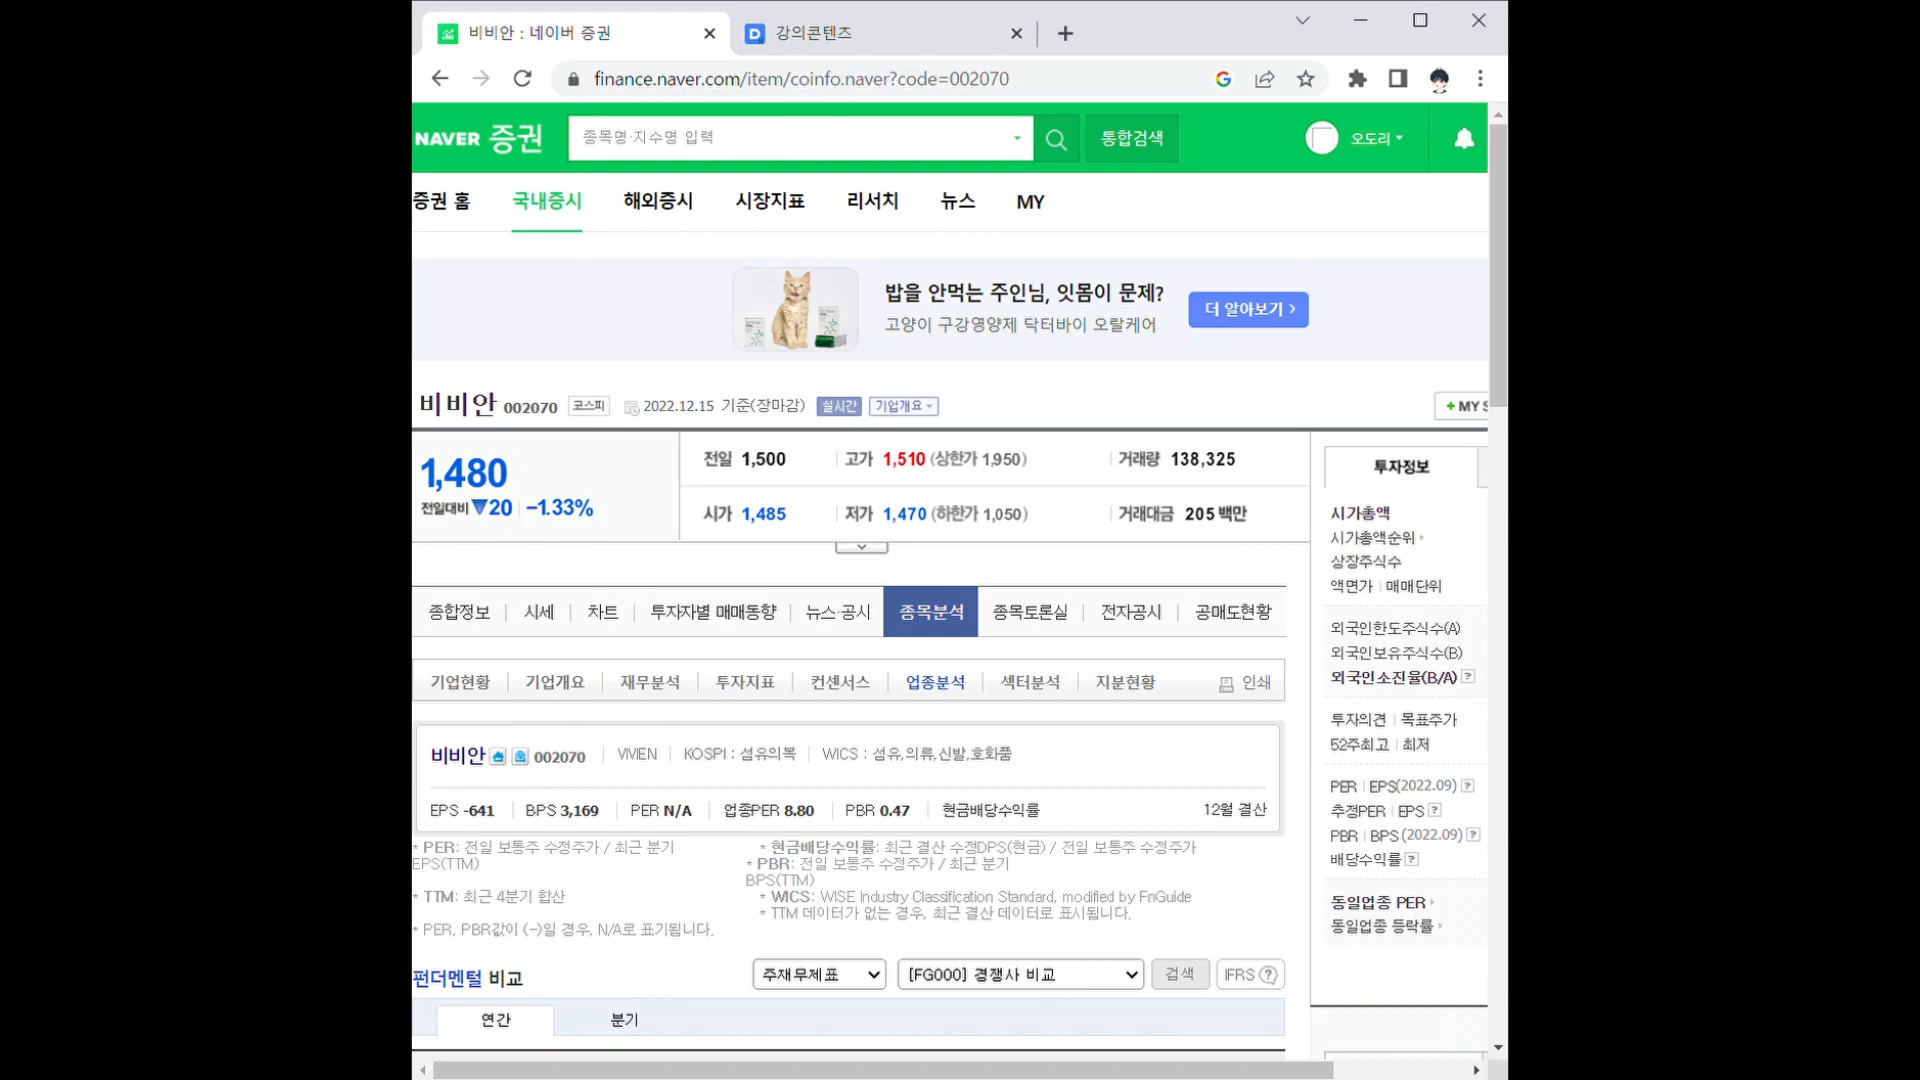 비비안 : 네이버 증권
강의콘텐츠
finance.naver.com/item/coinfo.naver?code=002070
NAVER 증권
종목명·지수명 입력
통합검색
오도리
증권 홈 국내증시 해외증시 시장지표 리서치 뉴스 MY
밥을 안먹는 주인님, 잇몸이 문제?
고양이 구강영양제 닥터바이 오랄케어
더 알아보기 >
비비안 002070 코스피 2022.12.15 기준(장마감) 실시간 기업개요
+ MY S
1,480
전일대비 ▼20 -1.33%
전일 1,500 고가 1,510 (상한가 1,950) 거래량 138,325
시가 1,485 저가 1,470 (하한가 1,050) 거래대금 205 백만
종합정보 시세 차트 투자자별 매매동향 뉴스·공시 종목분석 종목토론실 전자공시 공매도현황
기업현황 기업개요 재무분석 투자지표 컨센서스 업종분석 섹터분석 지분현황 인쇄
비비안 002070 VIVIEN KOSPI : 섬유의복 WICS : 섬유,의류,신발,호화품
EPS -641 BPS 3,169 PER N/A 업종PER 8.80 PBR 0.47 현금배당수익률 12월 결산
* PER: 전일 보통주 수정주가 / 최근 분기 EPS(TTM)
* TTM: 최근 4분기 합산
* PER, PBR값이 (-)일 경우, N/A로 표기됩니다.
* 현금배당수익률: 최근 결산 수정DPS(현금) / 전일 보통주 수정주가
* PBR: 전일 보통주 수정주가 / 최근 분기
BPS(TTM)
* WICS: WISE Industry Classification Standard, modified by FnGuide
* TTM 데이터가 없는 경우, 최근 결산 데이터로 표시됩니다.
펀더멘털 비교
주재무제표 [FG000] 경쟁사 비교 검색 IFRS ?
연간 분기
투자정보
시가총액
시가총액순위
상장주식수
액면가 | 매매단위
외국인한도주식수(A)
외국인보유주식수(B)
외국인소진율(B/A) ?
투자의견 | 목표주가
52주최고 | 최저
PER | EPS(2022.09) ?
추정PER | EPS ?
PBR | BPS (2022.09) ?
배당수익률 ?
동일업종 PER
동일업종 등락률